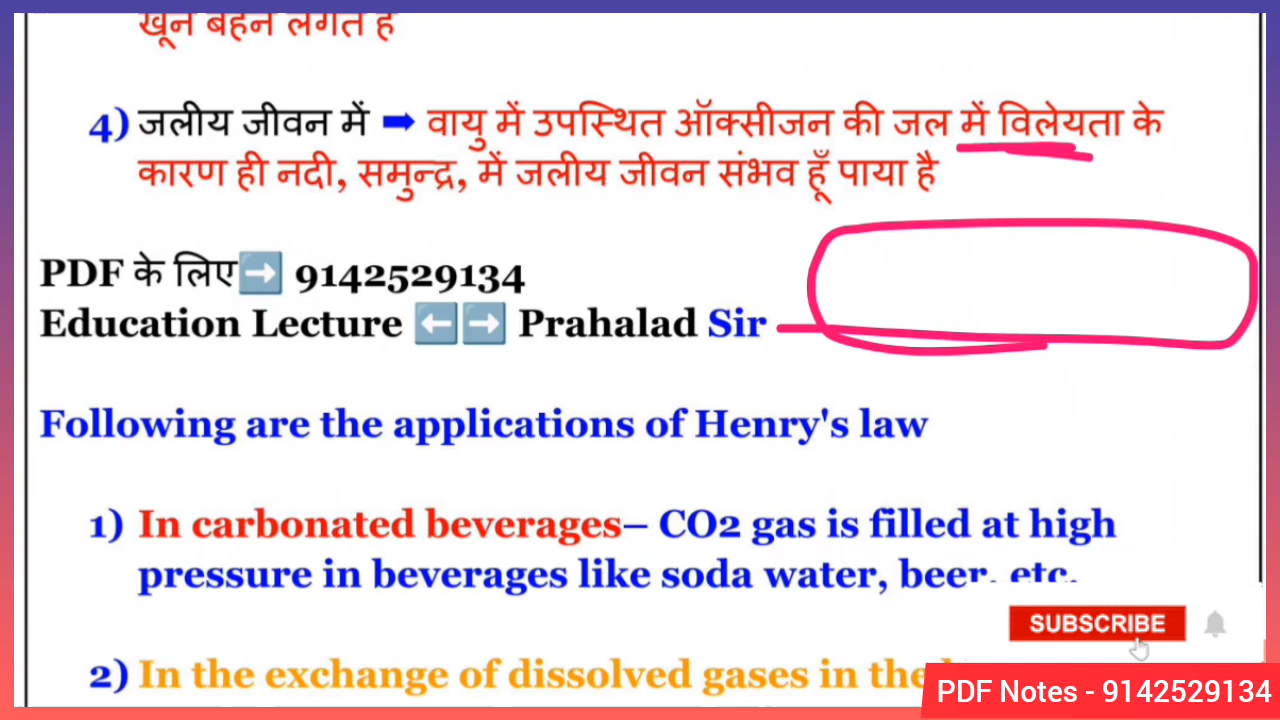 खून बहने लगते है
4) जलीय जीवन में ➡ वायु में उपस्थित ऑक्सीजन की जल में विलेयता के
कारण ही नदी, समुन्द्र, में जलीय जीवन संभव हूँ पाया है
PDF के लिए➡️ 9142529134
Education Lecture ⬅️➡️ Prahalad Sir
Following are the applications of Henry's law
1) In carbonated beverages– CO2 gas is filled at high
pressure in beverages like soda water, beer, etc.
SUBSCRIBE
2) In the exchange of dissolved gases in the
PDF Notes - 9142529134